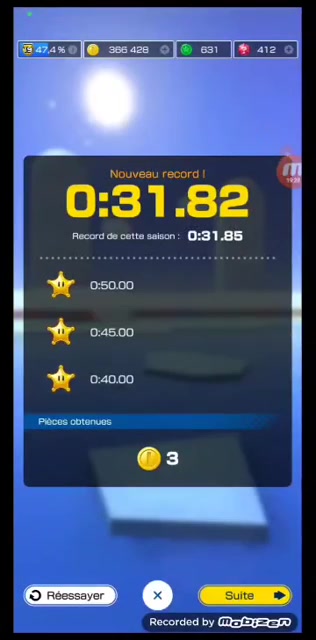 47,4 %
366 428
631
412
Nouveau record !
0:31.82
Record de cette saison : 0:31.85
0:50.00
0:45.00
0:40.00
Pièces obtenues
3
Réessayer
Suite
Recorded by Mobizen